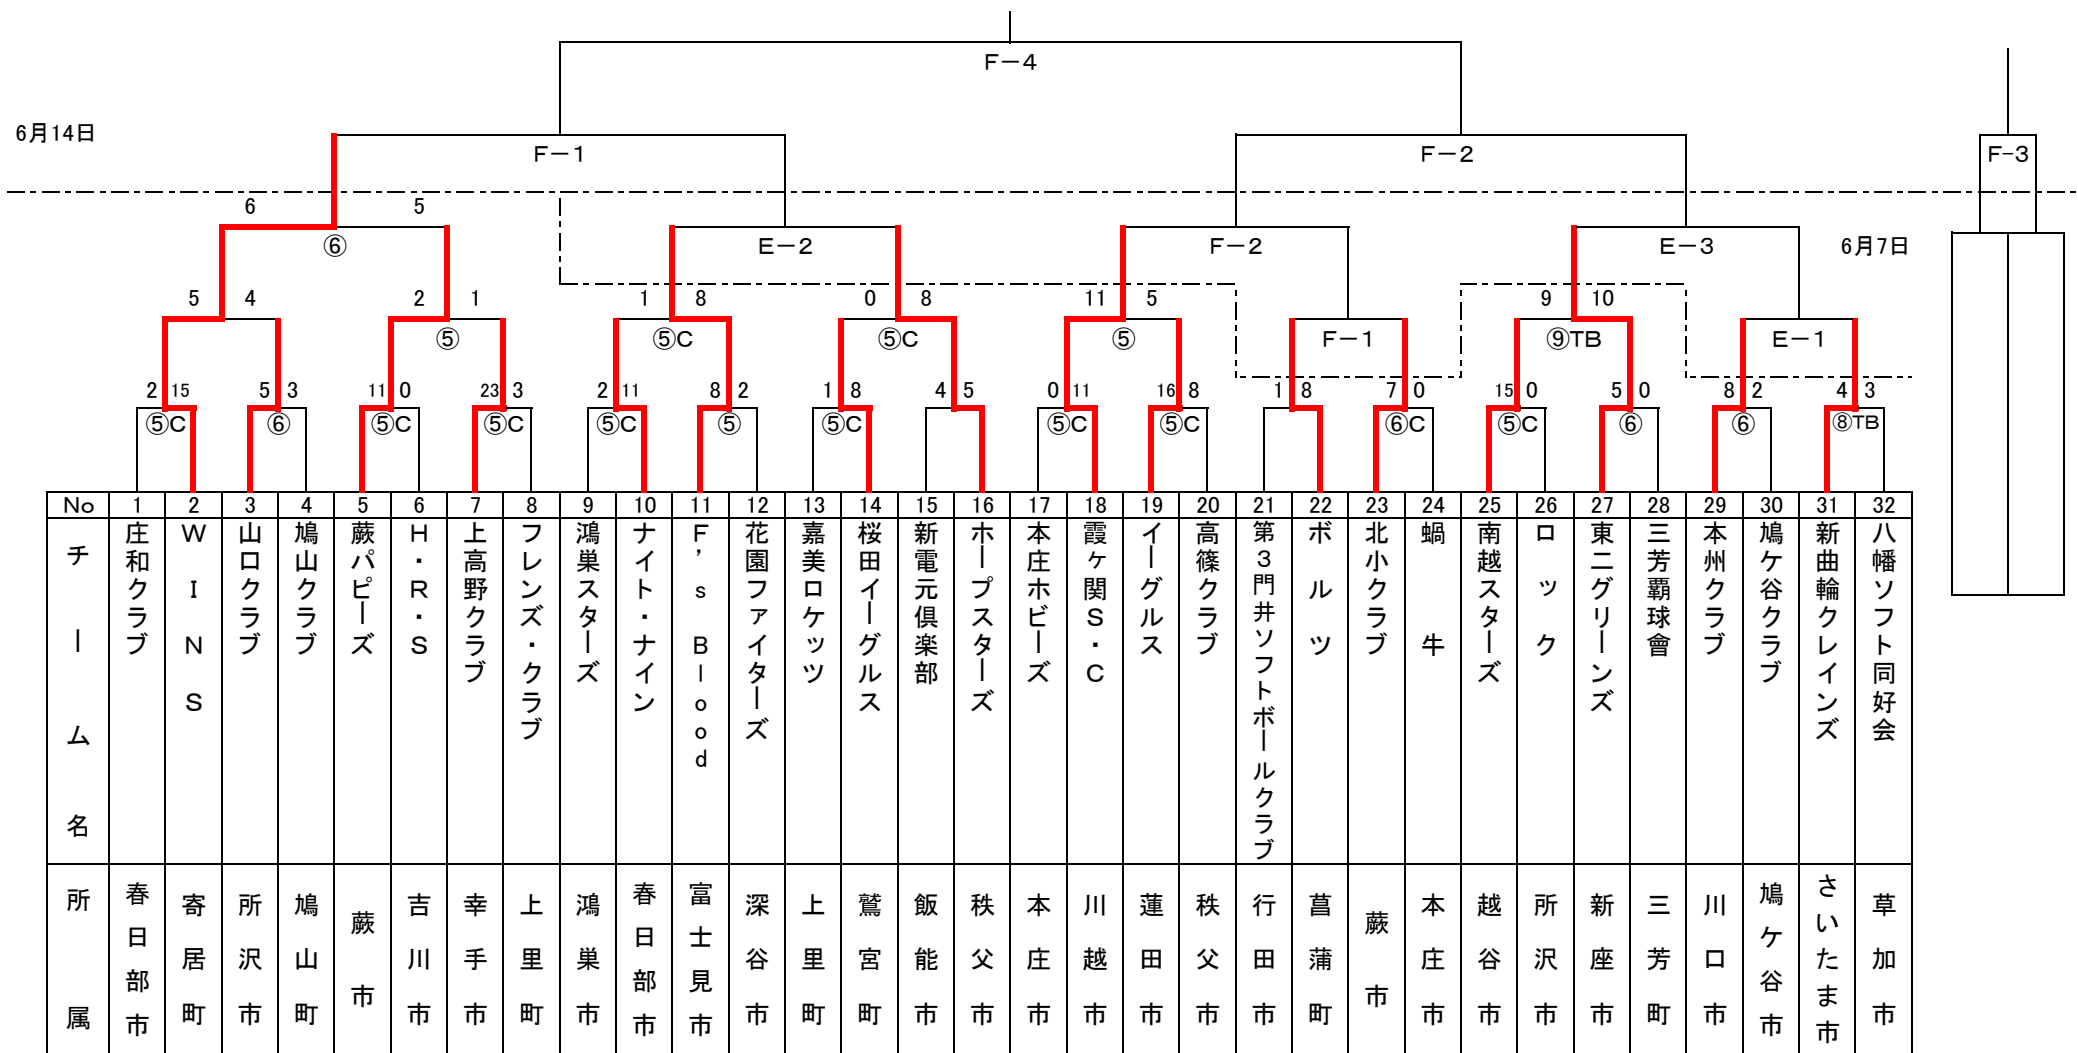 F－4
6月14日
F－1
F－2
F-3
6 5
⑥
E－2
F－2
E－3
6月7日
5 4
2 1
1 8
0 8
11 5
9 10
⑤
⑤C
⑤C
⑤
F－1
⑨TB
E－1
2 15
5 3
11 0
23 3
2 11
8 2
1 8
4 5
0 11
16 8
1 8
7 0
15 0
5 0
8 2
4 3
⑤C
⑥
⑤C
⑤C
⑤C
⑤
⑤C
⑤C
⑤C
⑥C
⑤C
⑥
⑥
⑧TB
No 1 2 3 4 5 6 7 8 9 10 11 12 13 14 15 16 17 18 19 20 21 22 23 24 25 26 27 28 29 30 31 32
チーム名
庄和クラブ
WINS
山口クラブ
鳩山クラブ
蕨パピーズ
H・R・S
上高野クラブ
フレンズ・クラブ
鴻巣スターズ
ナイト・ナイン
F’s Blood
花園ファイターズ
嘉美ロケッツ
桜田イーグルス
新電元倶楽部
ホープスターズ
本庄ホビーズ
霞ヶ関S・C
イーグルス
高篠クラブ
第3門井ソフトボールクラブ
ボルツ
北小クラブ
蝸牛
南越スターズ
ロック
東二グリーンズ
三芳覇球會
本州クラブ
鳩ケ谷クラブ
新曲輪クレインズ
八幡ソフト同好会
所属
春日部市
寄居町
所沢市
鳩山町
蕨市
吉川市
幸手市
上里町
鴻巣市
春日部市
富士見市
深谷市
上里町
鷲宮町
飯能市
秩父市
本庄市
川越市
蓮田市
秩父市
行田市
菖蒲町
蕨市
本庄市
越谷市
所沢市
新座市
三芳町
川口市
鳩ケ谷市
さいたま市
草加市